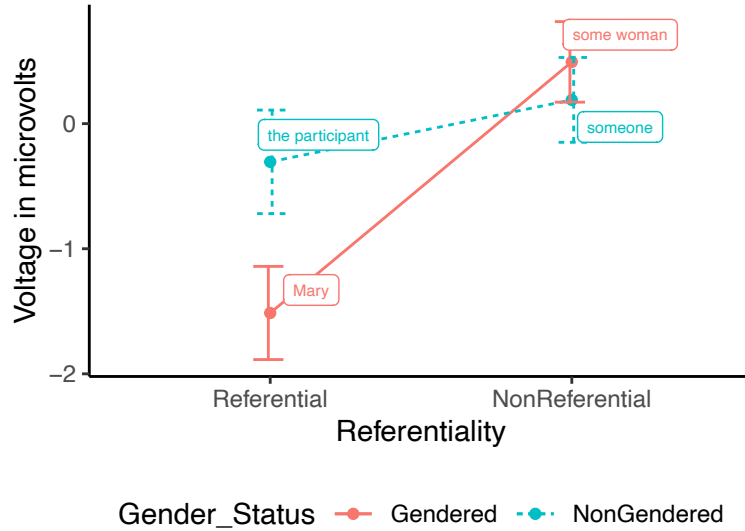 some woman
0
the participant
someone
Voltage in microvolts
−1
Mary
−2
Referential NonReferential
Referentiality
Gender_Status Gendered NonGendered